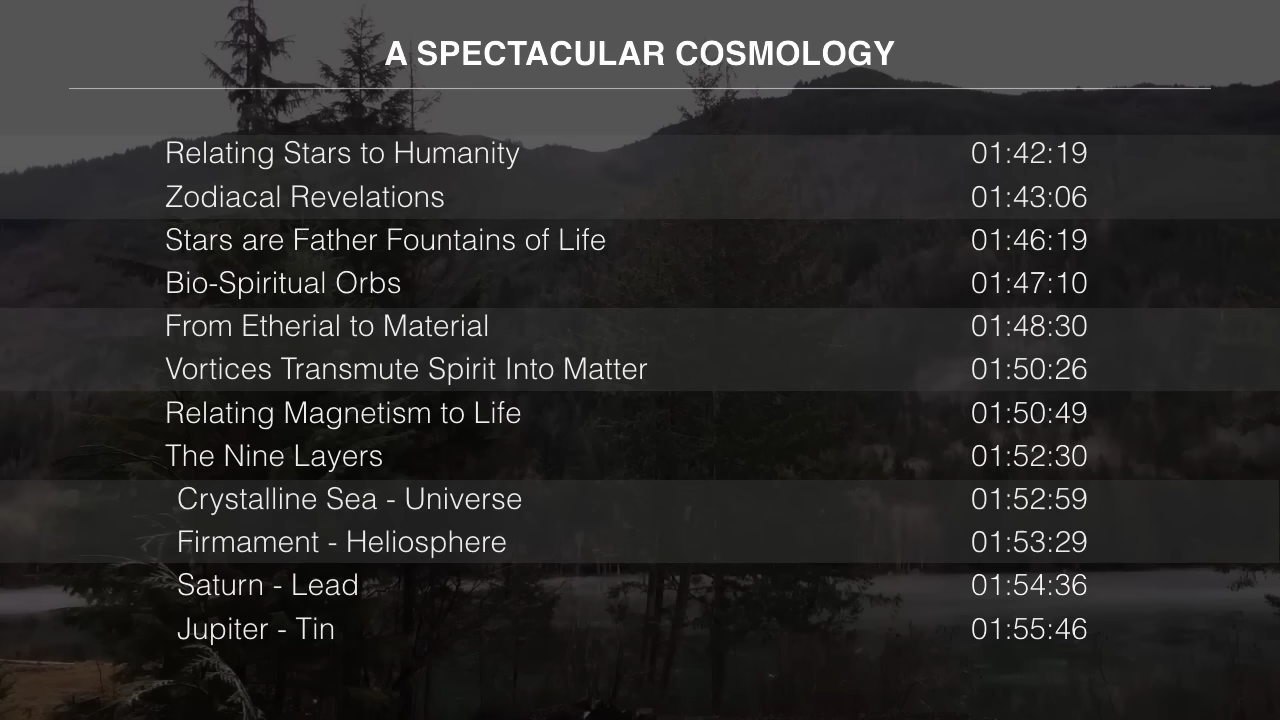 A SPECTACULAR COSMOLOGY
Relating Stars to Humanity 01:42:19
Zodiacal Revelations 01:43:06
Stars are Father Fountains of Life 01:46:19
Bio-Spiritual Orbs 01:47:10
From Etherial to Material 01:48:30
Vortices Transmute Spirit Into Matter 01:50:26
Relating Magnetism to Life 01:50:49
The Nine Layers 01:52:30
Crystalline Sea - Universe 01:52:59
Firmament - Heliosphere 01:53:29
Saturn - Lead 01:54:36
Jupiter - Tin 01:55:46